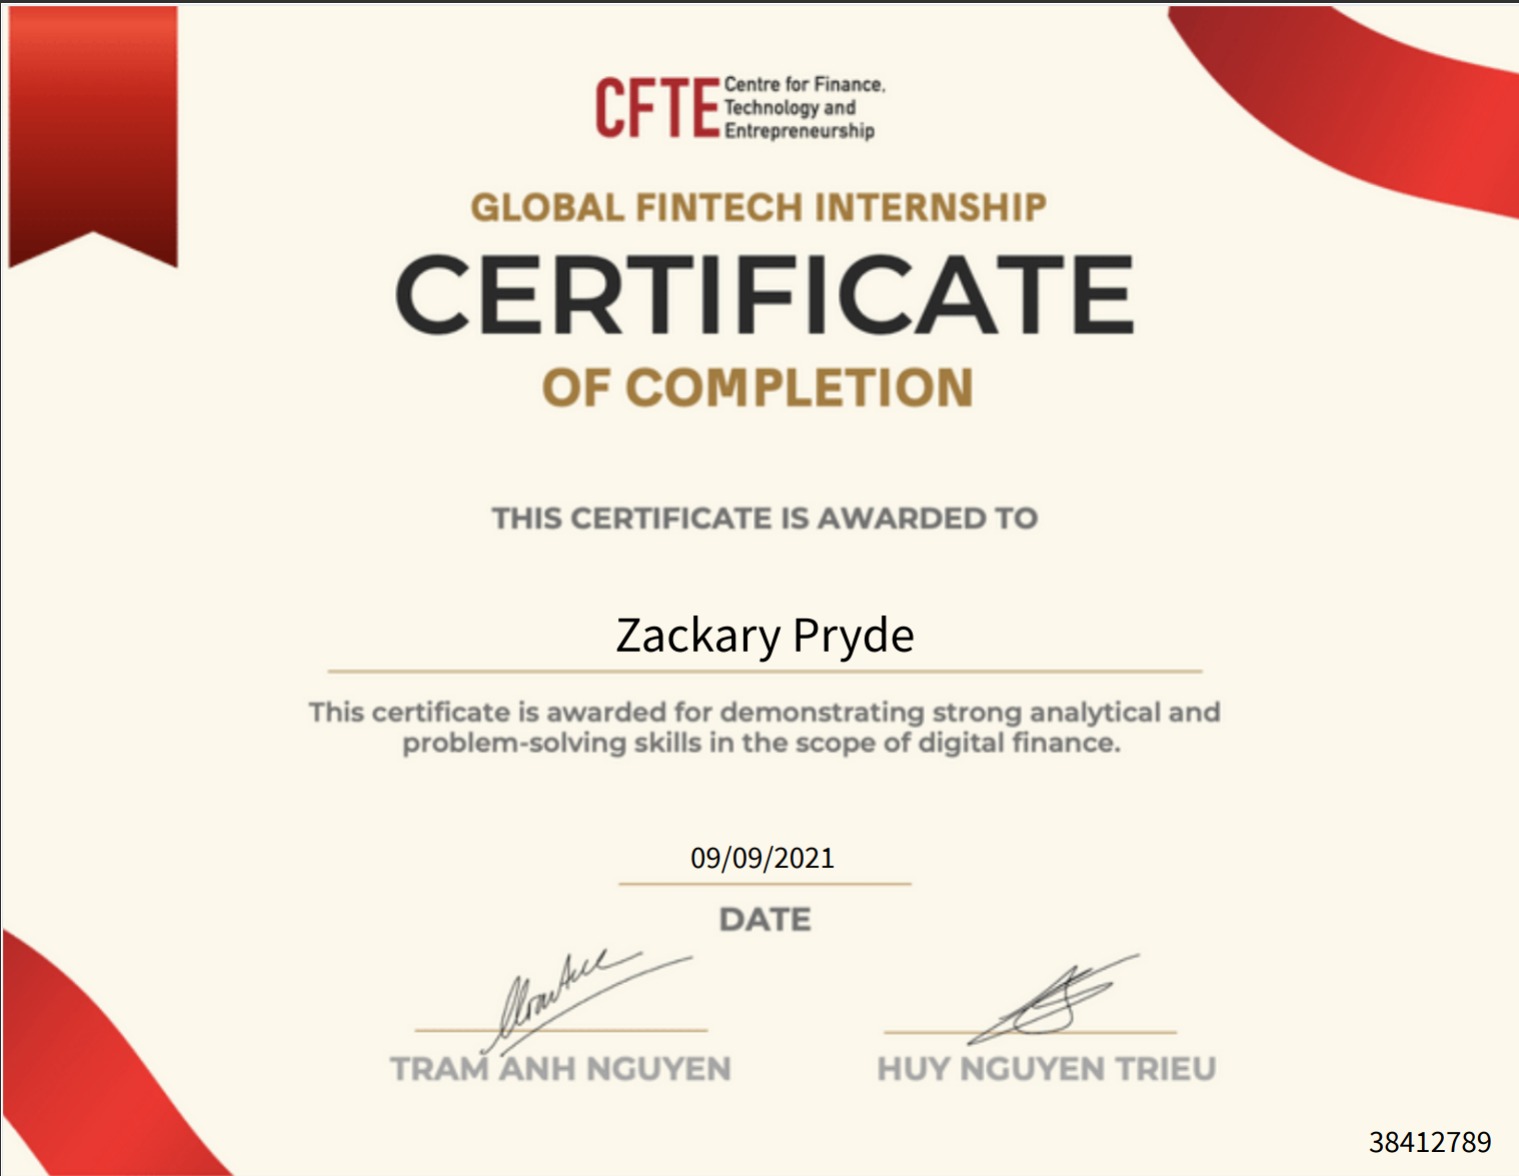 CFTE
Centre for Finance,
Technology and
Entrepreneurship
GLOBAL FINTECH INTERNSHIP
CERTIFICATE
OF COMPLETION
THIS CERTIFICATE IS AWARDED TO
Zackary Pryde
This certificate is awarded for demonstrating strong analytical and
problem-solving skills in the scope of digital finance.
09/09/2021
DATE
TRAM ANH NGUYEN
HUY NGUYEN TRIEU
38412789